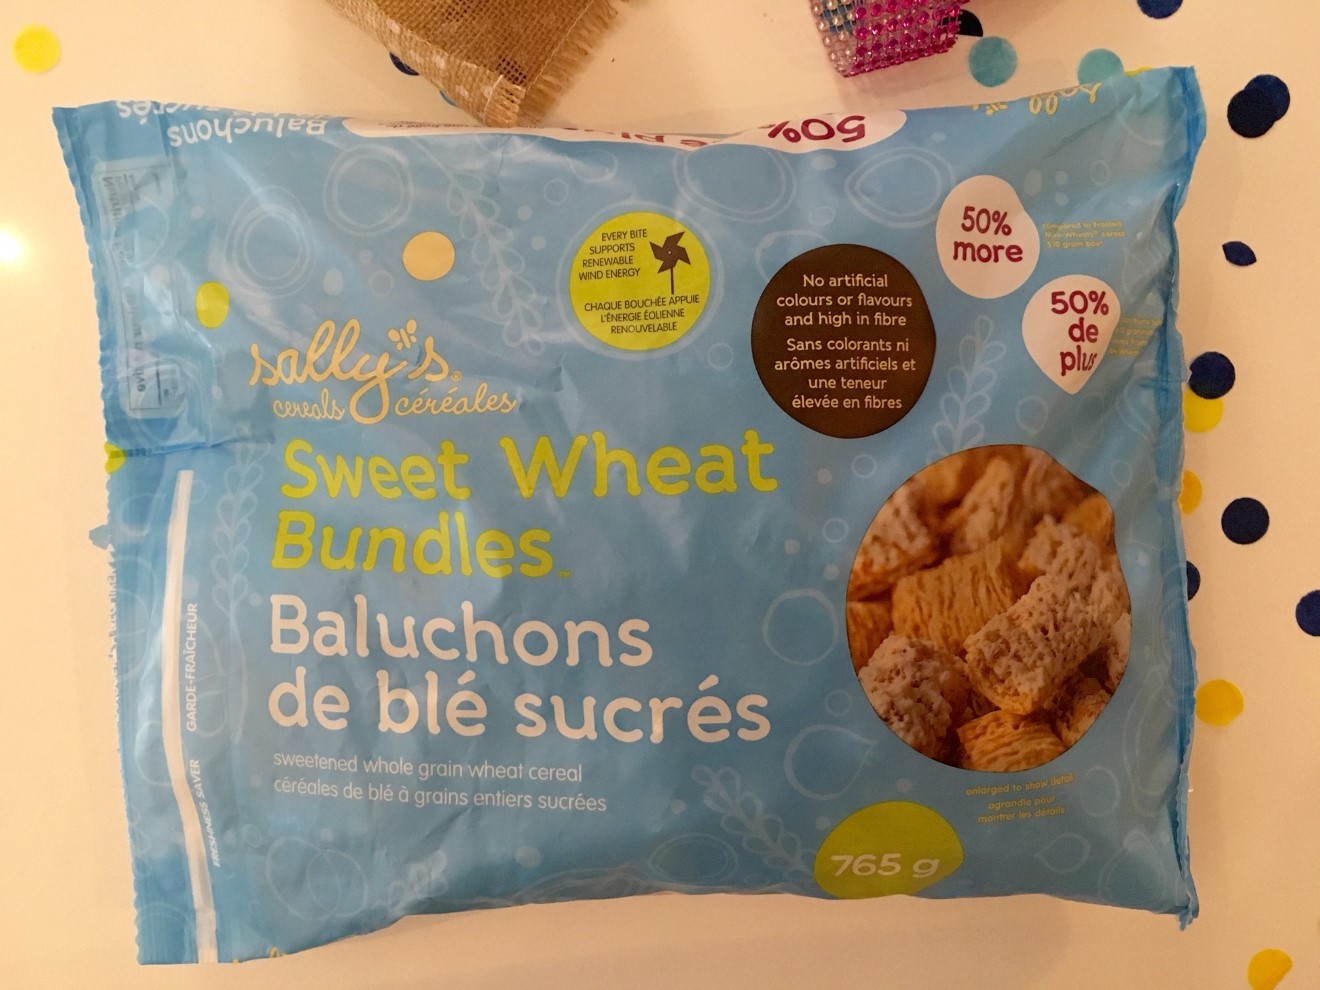 Baluchons
50%
EVERY BITE
SUPPORTS
RENEWABLE
WIND ENERGY
CHAQUE BOUCHÉE APPUIE
L'ÉNERGIE ÉOLIENNE
RENOUVELABLE
No artificial
colours or flavours
and high in fibre
Sans colorants ni
arômes artificiels et
une teneur
élevée en fibres
50%
more
50%
de
plus
sally's®
cereals céréales
Sweet Wheat
Bundles™
Baluchons
de blé sucrés
sweetened whole grain wheat cereal
céréales de blé à grains entiers sucrées
FRESHNESS SAVER GARDE-FRAÎCHEUR
enlarged to show detail
agrandie pour
montrer les détails
765 g